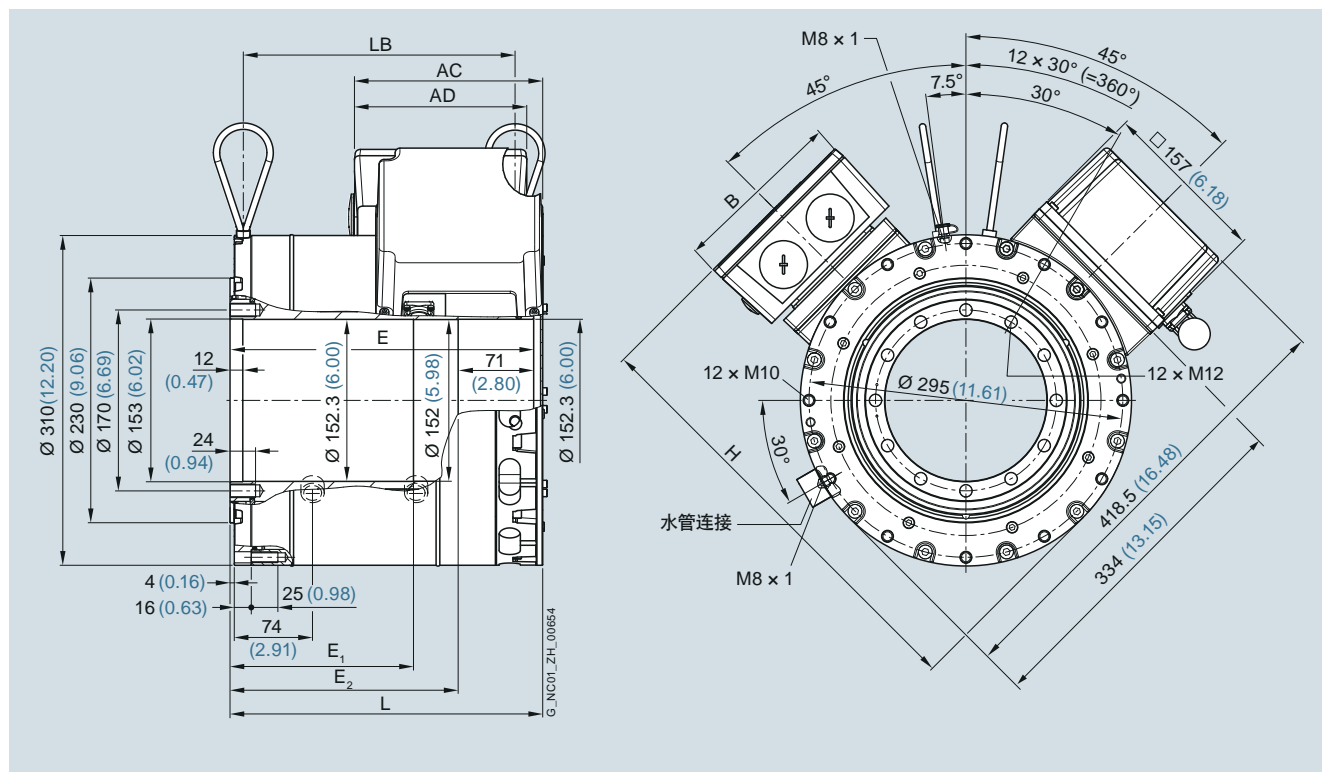 LB
AC
AD
E
12
(0.47)
24
(0.94)
71
(2.80)
Ø 310 (12.20)
Ø 230 (9.06)
Ø 170 (6.69)
Ø 153 (6.02)
Ø 152.3 (6.00)
Ø 152 (5.98)
Ø 152.3 (6.00)
4 (0.16)
16 (0.63)
25 (0.98)
74
(2.91)
E1
E2
L
G_NC01_ZH_00654
M8 × 1
45°
7.5°
45°
12 × 30° (=360°)
30°
□ 157 (6.18)
B
12 × M10
Ø 295 (11.61)
12 × M12
30°
H
水管连接
M8 × 1
418.5 (16.48)
334 (13.15)